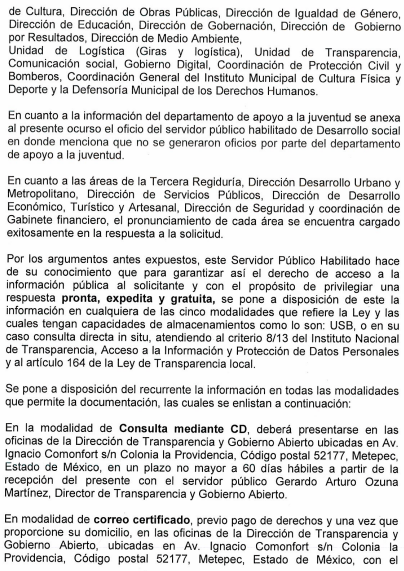 de Cultura, Dirección de Obras Públicas, Dirección de Igualdad de Género,
Dirección de Educación, Dirección de Gobernación, Dirección de Gobierno
por Resultados, Dirección de Medio Ambiente,
Unidad de Logística (Giras y logística), Unidad de Transparencia,
Comunicación social, Gobierno Digital, Coordinación de Protección Civil y
Bomberos, Coordinación General del Instituto Municipal de Cultura Física y
Deporte y la Defensoría Municipal de los Derechos Humanos.
En cuanto a la información del departamento de apoyo a la juventud se anexa
al presente ocurso el oficio del servidor público habilitado de Desarrollo social
en donde menciona que no se generaron oficios por parte del departamento
de apoyo a la juventud.
En cuanto a las áreas de la Tercera Regiduría, Dirección Desarrollo Urbano y
Metropolitano, Dirección de Servicios Públicos, Dirección de Desarrollo
Económico, Turístico y Artesanal, Dirección de Seguridad y coordinación de
Gabinete financiero, el pronunciamiento de cada área se encuentra cargado
exitosamente en la respuesta a la solicitud.
Por los argumentos antes expuestos, este Servidor Público Habilitado hace
de su conocimiento que para garantizar así el derecho de acceso a la
información pública al solicitante y con el propósito de privilegiar una
respuesta pronta, expedita y gratuita, se pone a disposición de este la
información en cualquiera de las cinco modalidades que refiere la Ley y las
cuales tengan capacidades de almacenamientos como lo son: USB, o en su
caso consulta directa in situ, atendiendo al criterio 8/13 del Instituto Nacional
de Transparencia, Acceso a la Información y Protección de Datos Personales
y al artículo 164 de la Ley de Transparencia local.
Se pone a disposición del recurrente la información en todas las modalidades
que permite la documentación, las cuales se enlistan a continuación:
En la modalidad de Consulta mediante CD, deberá presentarse en las
oficinas de la Dirección de Transparencia y Gobierno Abierto ubicadas en Av.
Ignacio Comonfort s/n Colonia la Providencia, Código postal 52177, Metepec,
Estado de México, en un plazo no mayor a 60 días hábiles a partir de la
recepción del presente con el servidor público Gerardo Arturo Ozuna
Martínez, Director de Transparencia y Gobierno Abierto.
En modalidad de correo certificado, previo pago de derechos y una vez que
proporcione su domicilio, en las oficinas de la Dirección de Transparencia y
Gobierno Abierto, ubicadas en Av. Ignacio Comonfort s/n Colonia la
Providencia, Código postal 52177, Metepec, Estado de México, con el